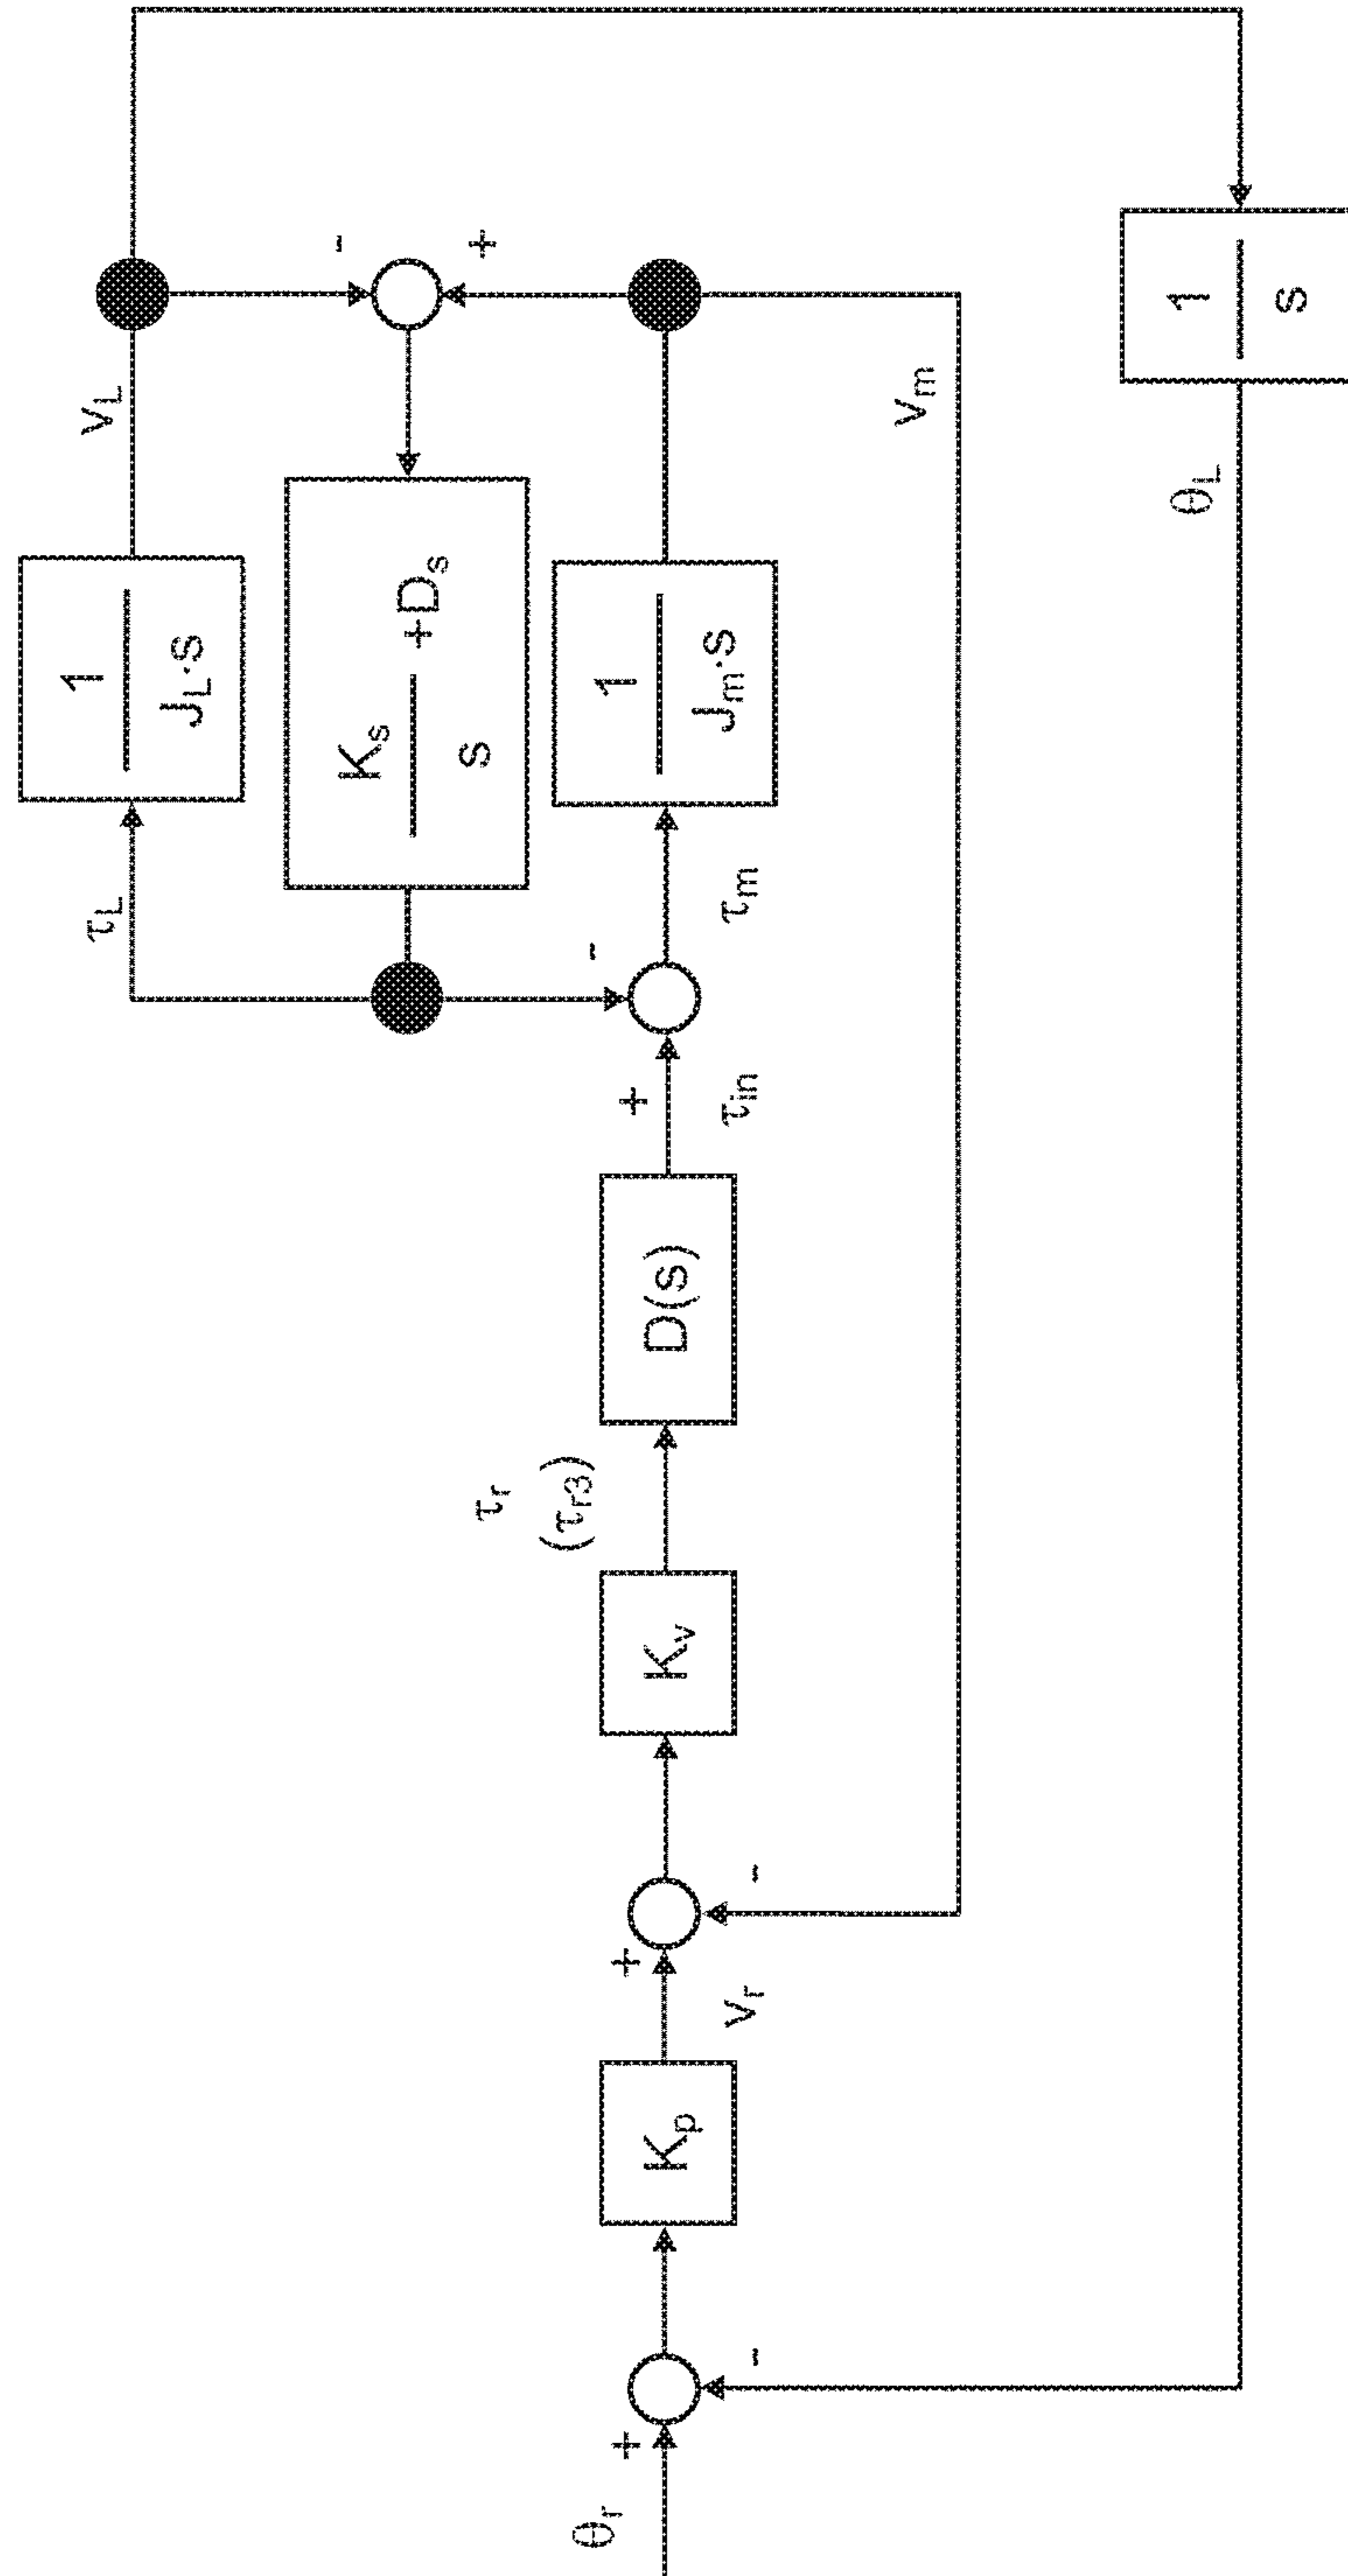 θr
+
-
Kp
vr
+
-
Kv
τr
(τr3)
D(s)
τin
+
-
τm
τL
1
JL·s
Ks
s
+Ds
1
Jm·s
vL
-
+
vm
θL
1
s